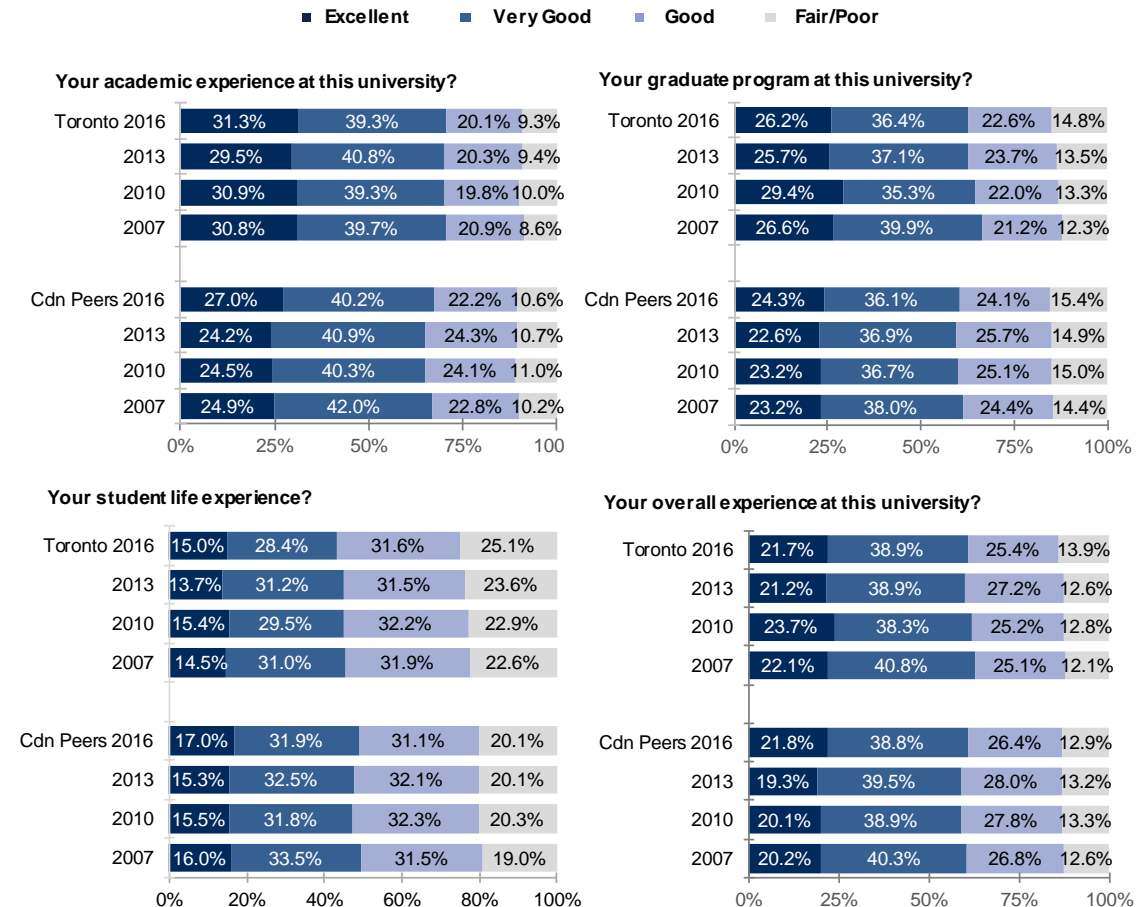 Excellent Very Good Good Fair/Poor
Your academic experience at this university?
Toronto 2016 31.3% 39.3% 20.1% 9.3%
2013 29.5% 40.8% 20.3% 9.4%
2010 30.9% 39.3% 19.8% 10.0%
2007 30.8% 39.7% 20.9% 8.6%
Cdn Peers 2016 27.0% 40.2% 22.2% 10.6%
2013 24.2% 40.9% 24.3% 10.7%
2010 24.5% 40.3% 24.1% 11.0%
2007 24.9% 42.0% 22.8% 10.2%
0% 25% 50% 75% 100
Your graduate program at this university?
Toronto 2016 26.2% 36.4% 22.6% 14.8%
2013 25.7% 37.1% 23.7% 13.5%
2010 29.4% 35.3% 22.0% 13.3%
2007 26.6% 39.9% 21.2% 12.3%
Cdn Peers 2016 24.3% 36.1% 24.1% 15.4%
2013 22.6% 36.9% 25.7% 14.9%
2010 23.2% 36.7% 25.1% 15.0%
2007 23.2% 38.0% 24.4% 14.4%
0% 25% 50% 75% 100%
Your student life experience?
Toronto 2016 15.0% 28.4% 31.6% 25.1%
2013 13.7% 31.2% 31.5% 23.6%
2010 15.4% 29.5% 32.2% 22.9%
2007 14.5% 31.0% 31.9% 22.6%
Cdn Peers 2016 17.0% 31.9% 31.1% 20.1%
2013 15.3% 32.5% 32.1% 20.1%
2010 15.5% 31.8% 32.3% 20.3%
2007 16.0% 33.5% 31.5% 19.0%
0% 20% 40% 60% 80% 100%
Your overall experience at this university?
Toronto 2016 21.7% 38.9% 25.4% 13.9%
2013 21.2% 38.9% 27.2% 12.6%
2010 23.7% 38.3% 25.2% 12.8%
2007 22.1% 40.8% 25.1% 12.1%
Cdn Peers 2016 21.8% 38.8% 26.4% 12.9%
2013 19.3% 39.5% 28.0% 13.2%
2010 20.1% 38.9% 27.8% 13.3%
2007 20.2% 40.3% 26.8% 12.6%
0% 25% 50% 75% 100%